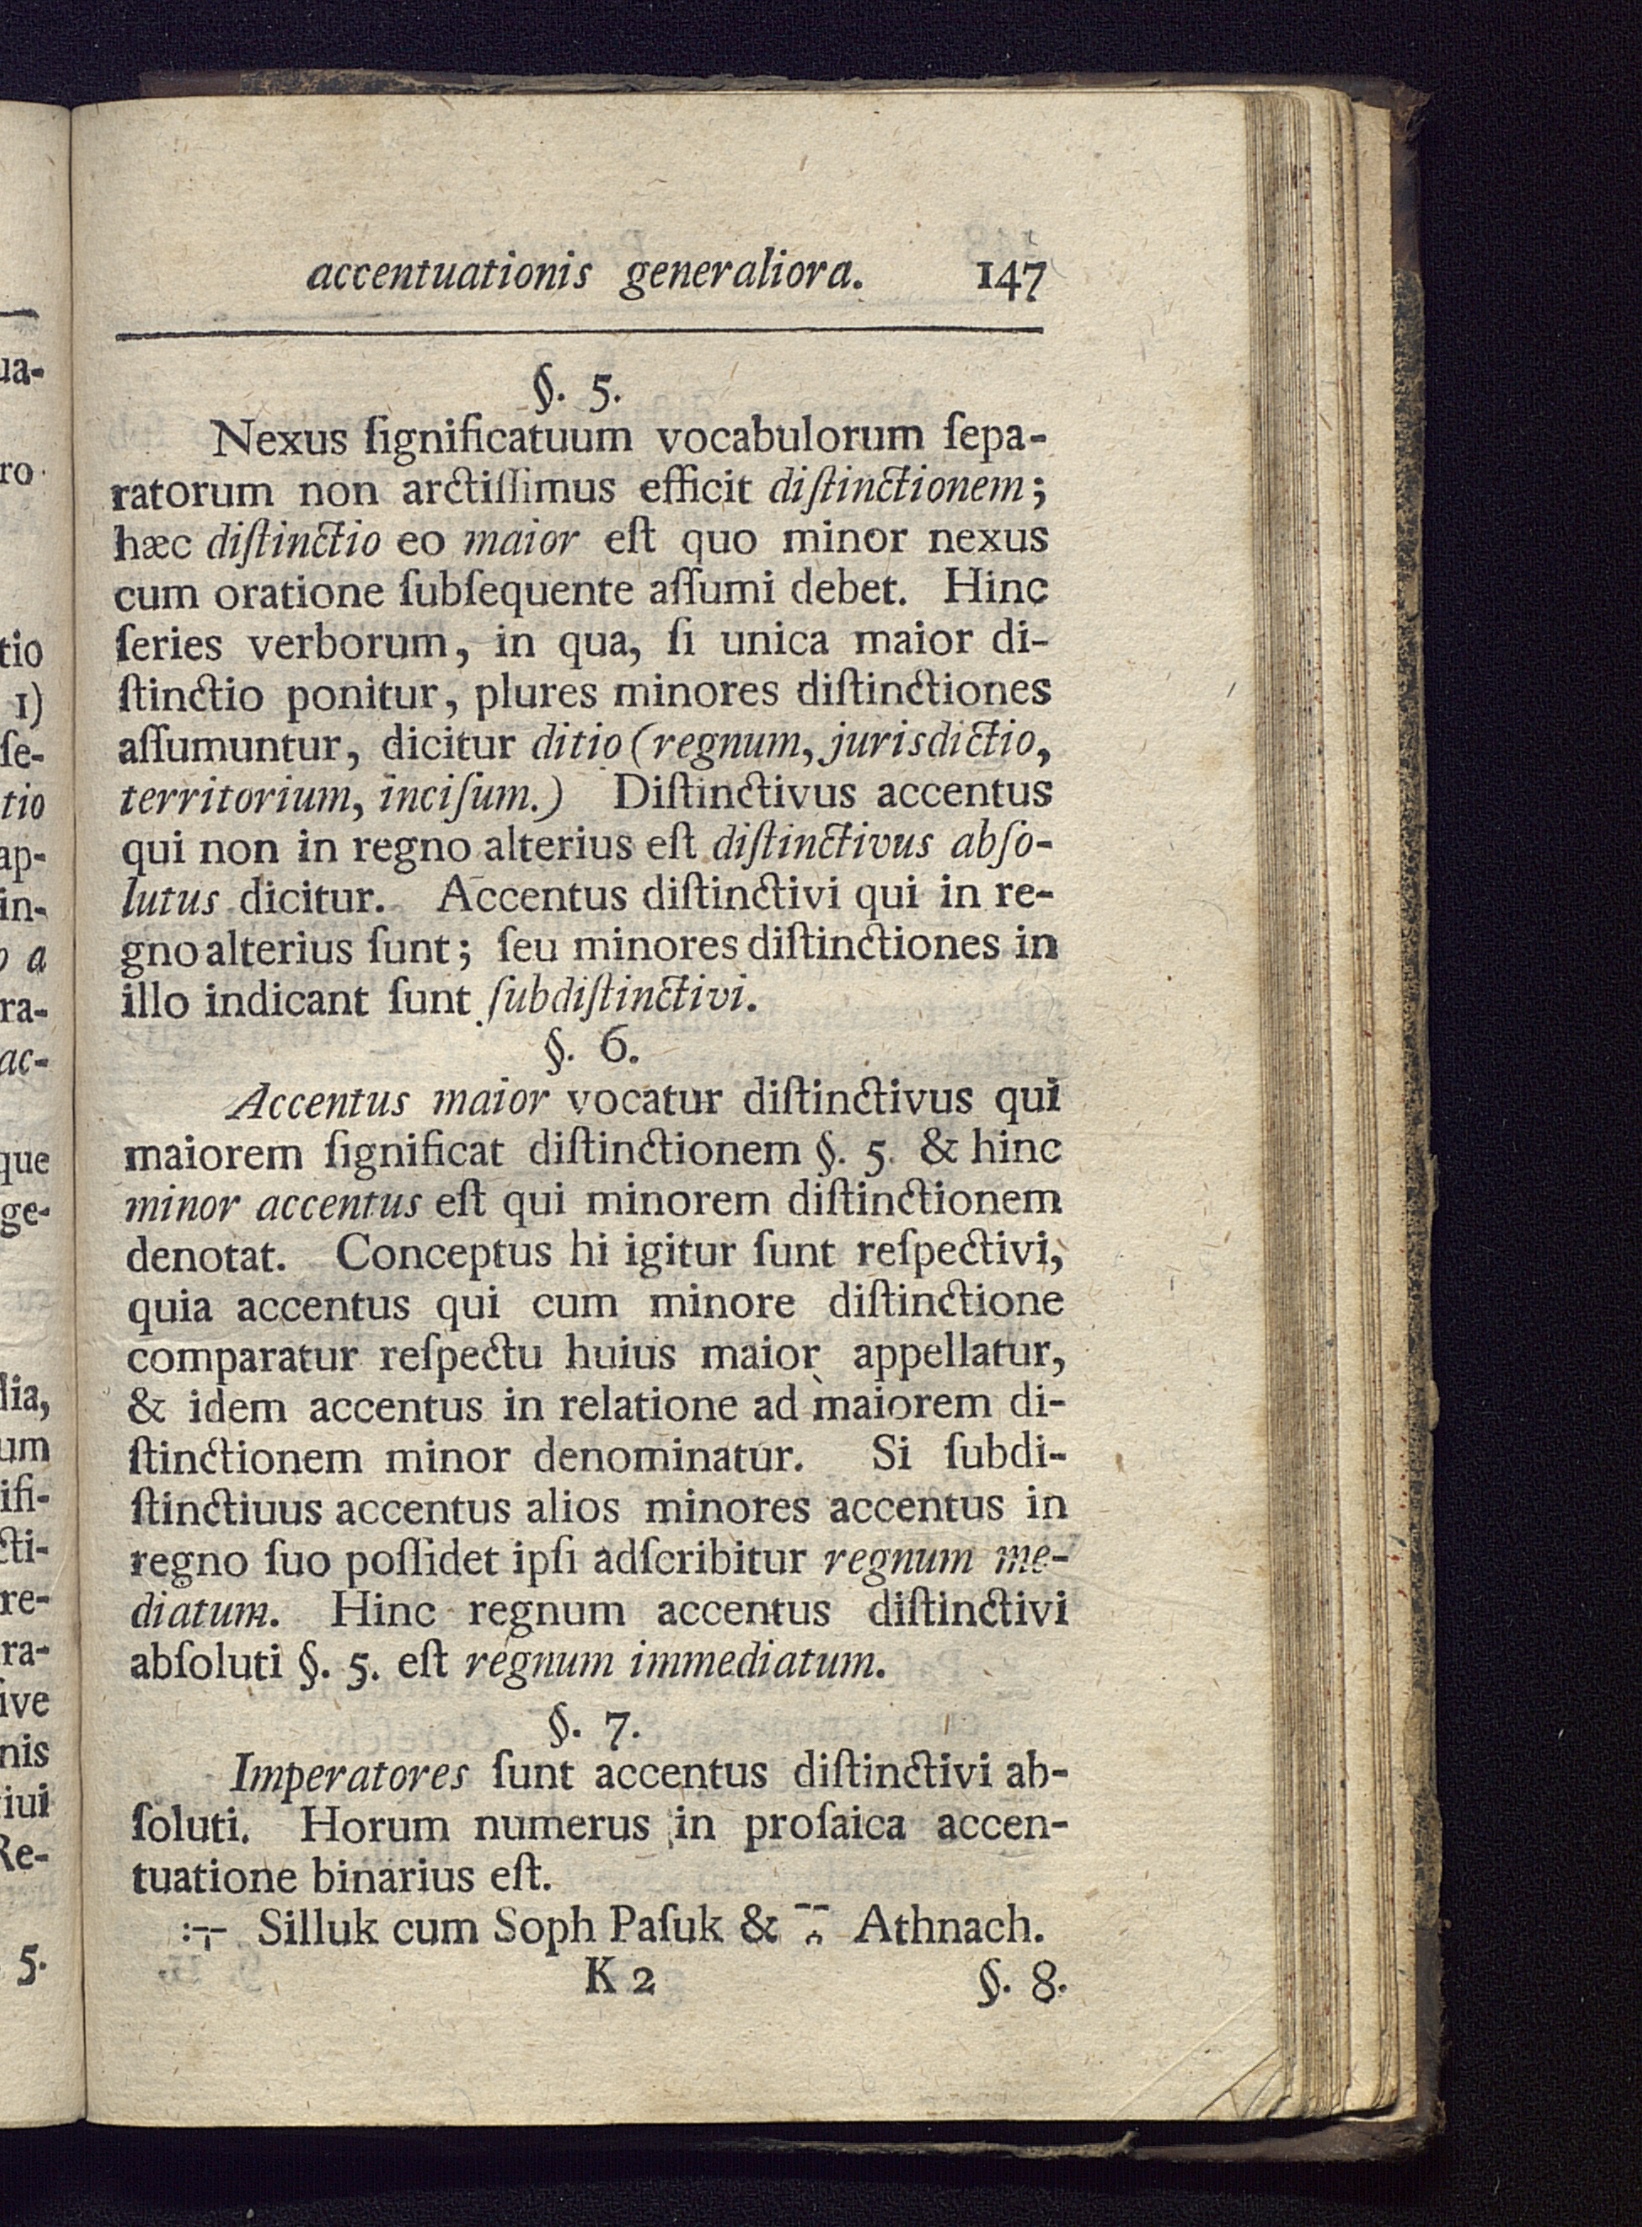 accentuationis generaliora. 147
§. 5.
Nexus ſignificatuum vocabulorum ſepa-
ratorum non arctiſſimus efficit diſtinctionem;
hæc diſtinctio eo maior eſt quo minor nexus
cum oratione ſubſequente aſſumi debet. Hinc
ſeries verborum, in qua, ſi unica maior di-
ſtinctio ponitur, plures minores diſtinctiones
aſſumuntur, dicitur ditio (regnum, jurisdictio,
territorium, inciſum.) Diſtinctivus accentus
qui non in regno alterius eſt diſtinctivus abſo-
lutus dicitur. Accentus diſtinctivi qui in re-
gno alterius ſunt; ſeu minores diſtinctiones in
illo indicant ſunt ſubdiſtinctivi.
§. 6.
Accentus maior vocatur diſtinctivus qui
maiorem ſignificat diſtinctionem §. 5. & hinc
minor accentus eſt qui minorem diſtinctionem
denotat. Conceptus hi igitur ſunt reſpectivi,
quia accentus qui cum minore diſtinctione
comparatur reſpectu huius maior appellatur,
& idem accentus in relatione ad maiorem di-
ſtinctionem minor denominatur. Si ſubdi-
ſtinctiuus accentus alios minores accentus in
regno ſuo poſſidet ipſi adſcribitur regnum me-
diatum. Hinc regnum accentus diſtinctivi
abſoluti §. 5. eſt regnum immediatum.
§. 7.
Imperatores ſunt accentus diſtinctivi ab-
ſoluti. Horum numerus in proſaica accen-
tuatione binarius eſt.
Silluk cum Soph Paſuk & Athnach.
K 2 §. 8.